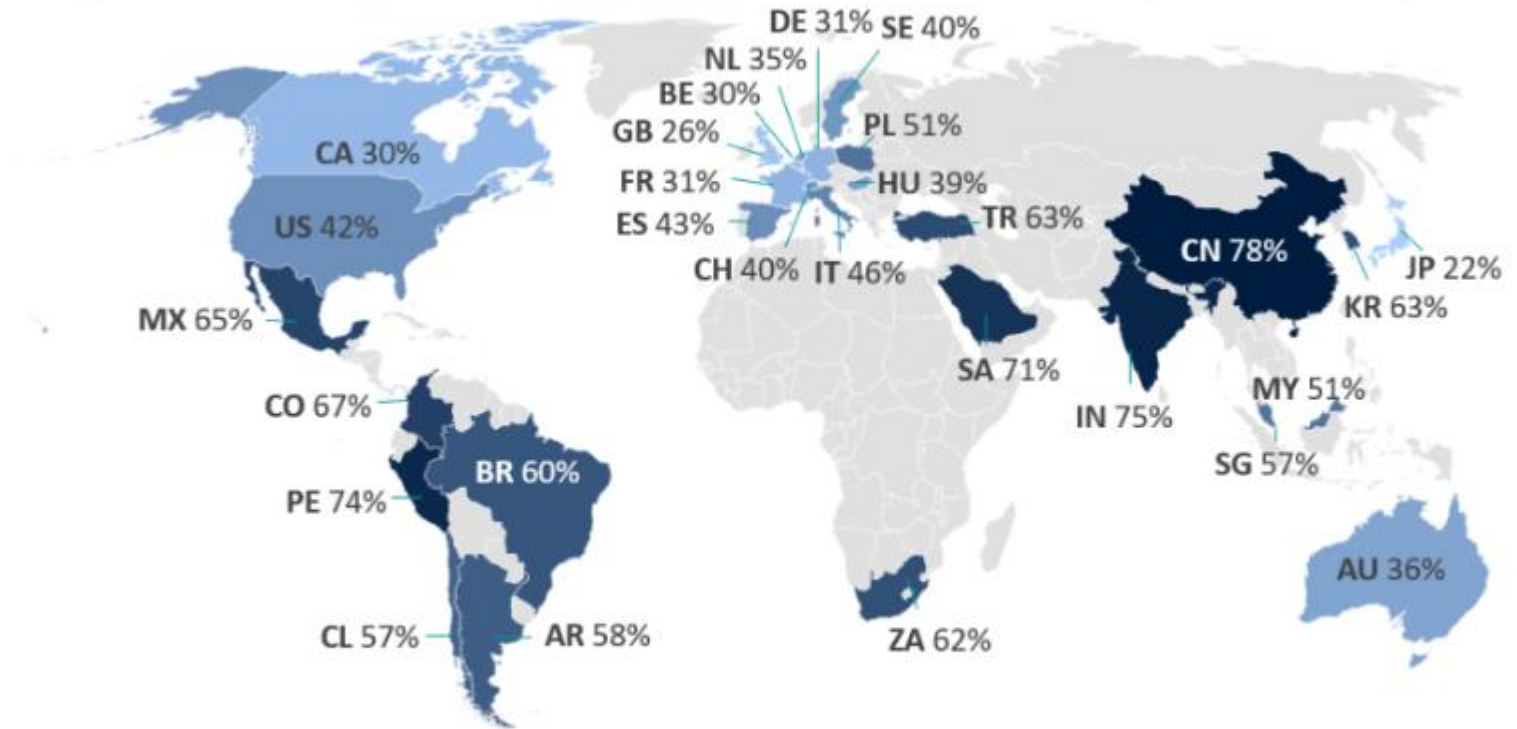 DE 31%
SE 40%
NL 35%
BE 30%
GB 26%
PL 51%
CA 30%
FR 31%
HU 39%
US 42%
ES 43%
TR 63%
CH 40%
IT 46%
CN 78%
JP 22%
MX 65%
KR 63%
SA 71%
MY 51%
CO 67%
IN 75%
BR 60%
SG 57%
PE 74%
AU 36%
CL 57%
AR 58%
ZA 62%